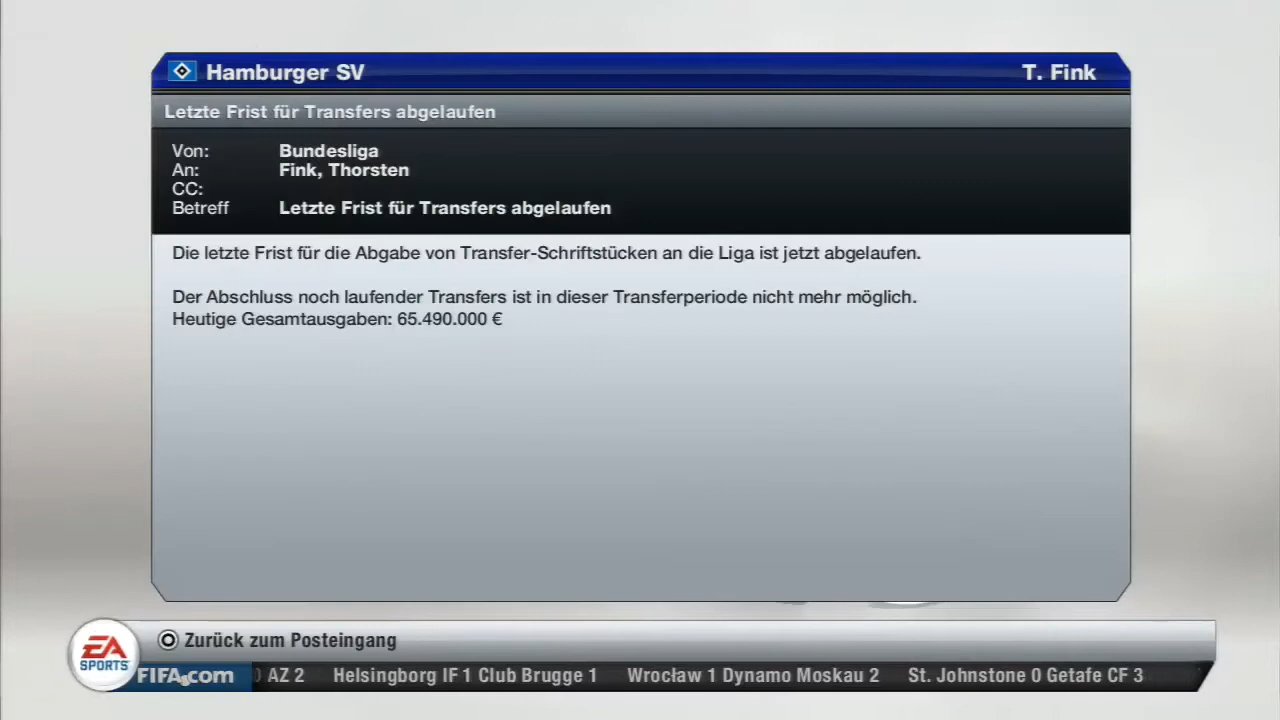 Hamburger SV
T. Fink
Letzte Frist für Transfers abgelaufen
Von: Bundesliga
An: Fink, Thorsten
CC:
Betreff Letzte Frist für Transfers abgelaufen
Die letzte Frist für die Abgabe von Transfer-Schriftstücken an die Liga ist jetzt abgelaufen.
Der Abschluss noch laufender Transfers ist in dieser Transferperiode nicht mehr möglich.
Heutige Gesamtausgaben: 65.490.000 €
Zurück zum Posteingang
EA
SPORTS
FIFA.com
AZ 2 Helsingborg IF 1 Club Brugge 1 Wrocław 1 Dynamo Moskau 2 St. Johnstone 0 Getafe CF 3